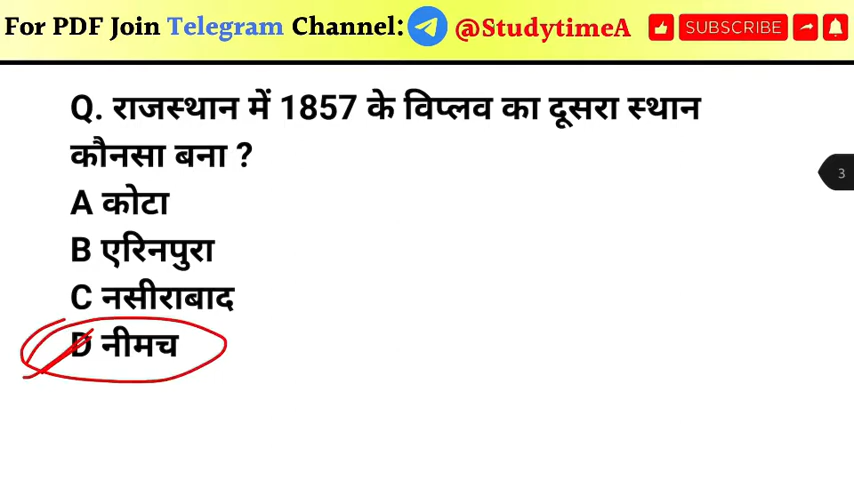 For PDF Join Telegram Channel: @StudytimeA SUBSCRIBE
Q. राजस्थान में 1857 के विप्लव का दूसरा स्थान
कौनसा बना ?
3
A कोटा
B एरिनपुरा
C नसीराबाद
D नीमच